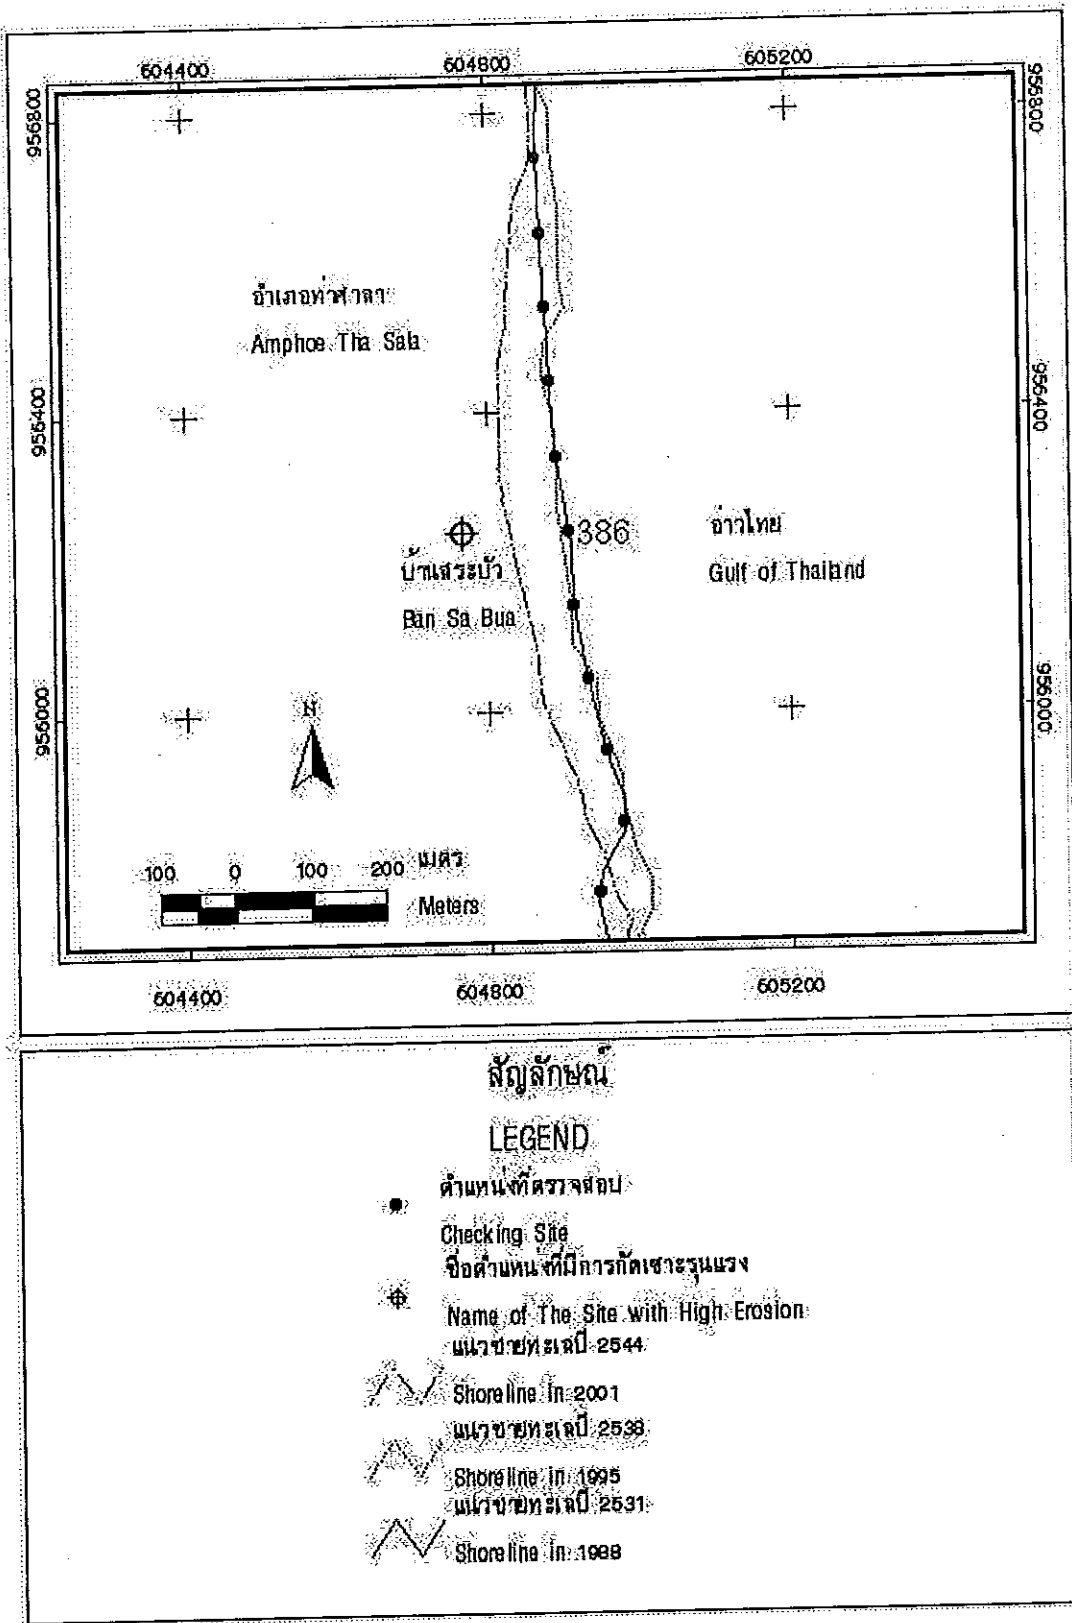 604400 604800 605200
956800 956800
อำเภอท่าศาลา
Amphoe Tha Sala
956400 956400
386
อ่าวไทย
Gulf of Thailand
บ้านสระบัว
Ban Sa Bua
956000 956000
N
100 0 100 200 เมตร
Meters
604400 604800 605200
สัญลักษณ์
LEGEND
ตำแหน่งที่ตรวจสอบ
Checking Site
ชื่อตำแหน่งที่มีการกัดเซาะรุนแรง
Name of The Site with High Erosion
แนวชายทะเลปี 2544
Shoreline in 2001
แนวชายทะเลปี 2538
Shoreline in 1995
แนวชายทะเลปี 2531
Shoreline in 1988